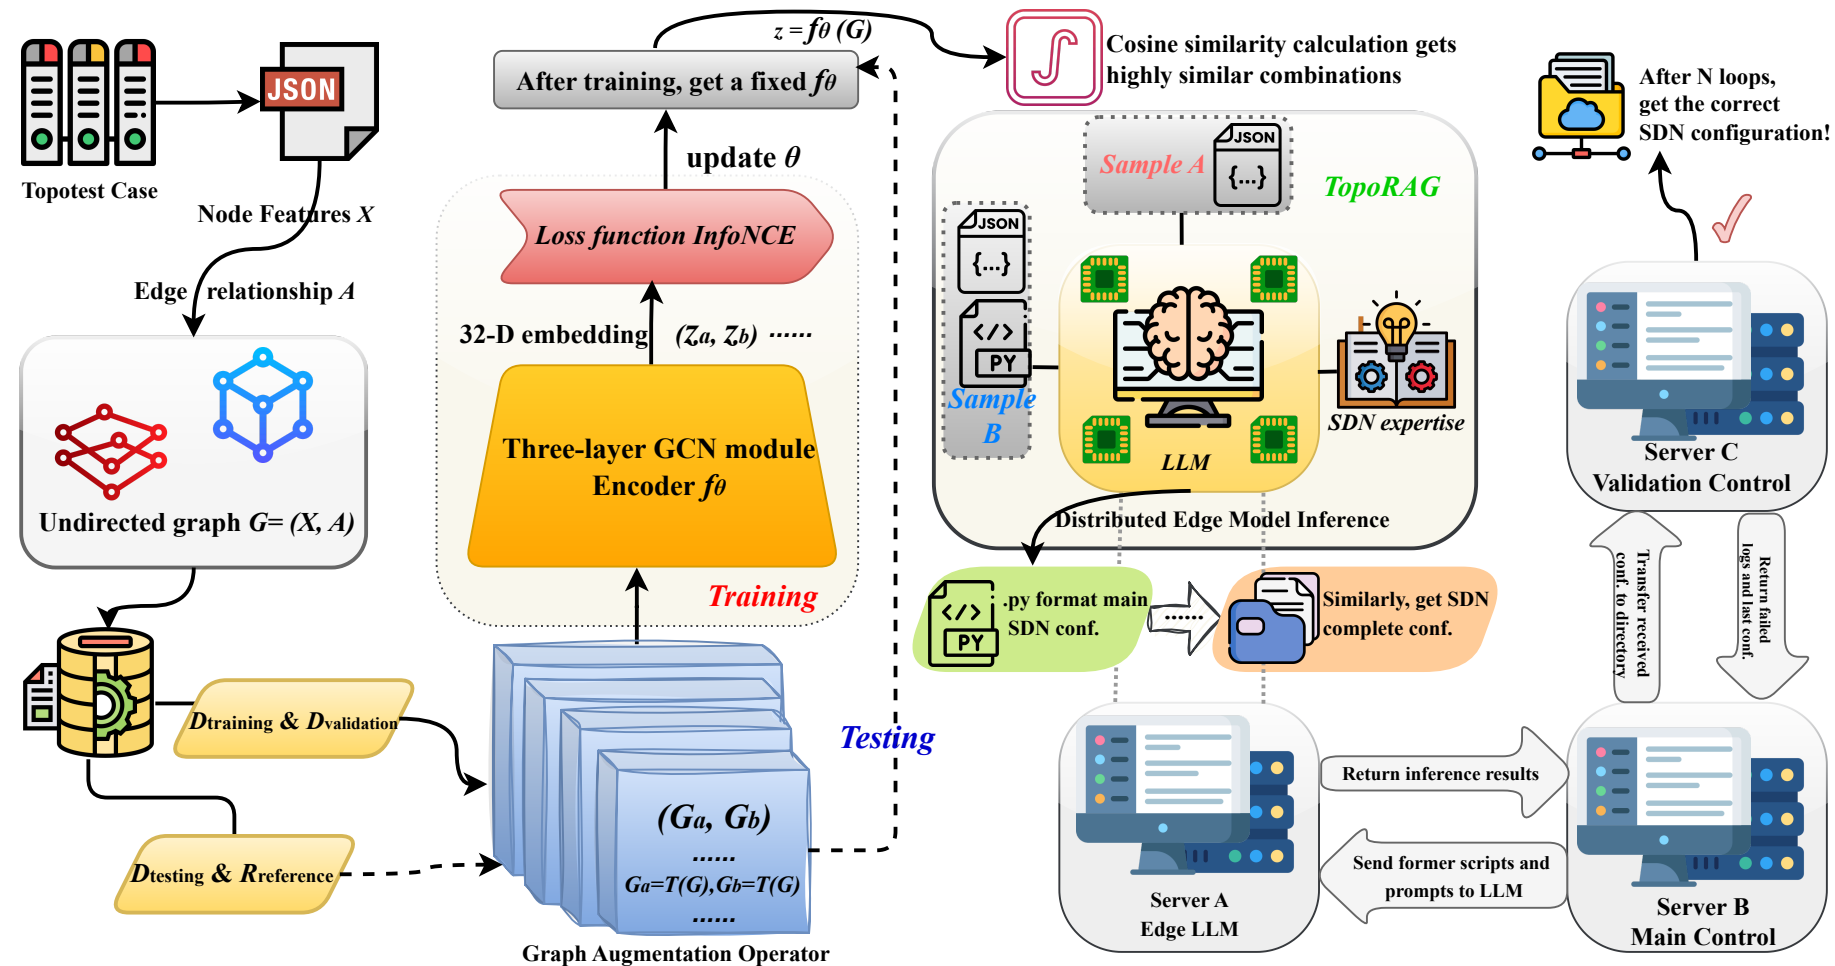 Topotest Case
JSON
Node Features X
Edge relationship A
Undirected graph G= (X, A)
Dtraining & Dvalidation
Dtesting & Rreference
z = fθ (G)
After training, get a fixed fθ
update θ
Loss function InfoNCE
32-D embedding (Za, Zb) ······
Three-layer GCN module
Encoder fθ
Training
Testing
(Ga, Gb)
······
Ga=T(G),Gb=T(G)
······
Graph Augmentation Operator
Cosine similarity calculation gets
highly similar combinations
Sample A
JSON
{...}
TopoRAG
JSON
{...}
</>
PY
Sample
B
LLM
SDN expertise
Distributed Edge Model Inference
</>
PY
.py format main
SDN conf.
······
Similarly, get SDN
complete conf.
After N loops,
get the correct
SDN configuration!
Server C
Validation Control
Transfer received
conf. to directory
Return failed
logs and last conf.
Return inference results
Send former scripts and
prompts to LLM
Server A
Edge LLM
Server B
Main Control